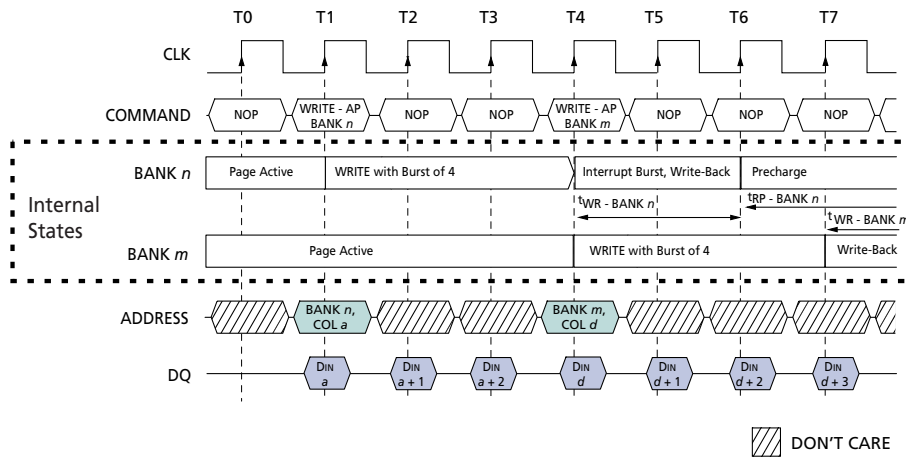 T0 T1 T2 T3 T4 T5 T6 T7
CLK
COMMAND NOP WRITE - AP BANK n NOP NOP WRITE - AP BANK m NOP NOP NOP
BANK n Page Active WRITE with Burst of 4 Interrupt Burst, Write-Back Precharge
Internal States
tWR - BANK n tRP - BANK n
tWR - BANK m
BANK m Page Active WRITE with Burst of 4 Write-Back
ADDRESS BANK n, COL a BANK m, COL d
DQ DIN a DIN a + 1 DIN a + 2 DIN d DIN d + 1 DIN d + 2 DIN d + 3
DON'T CARE